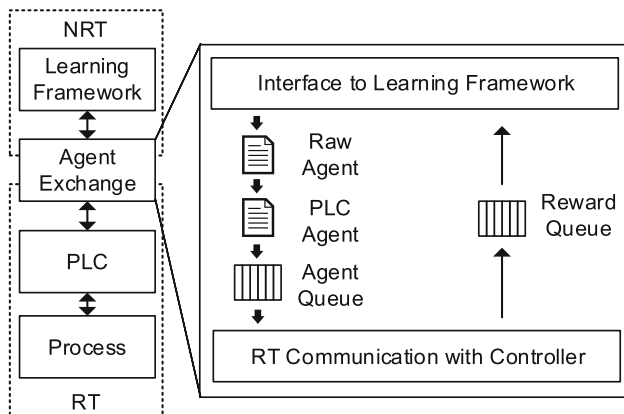 NRT
Learning
Framework
Agent
Exchange
PLC
Process
RT
Interface to Learning Framework
Raw
Agent
PLC
Agent
Agent
Queue
Reward
Queue
RT Communication with Controller